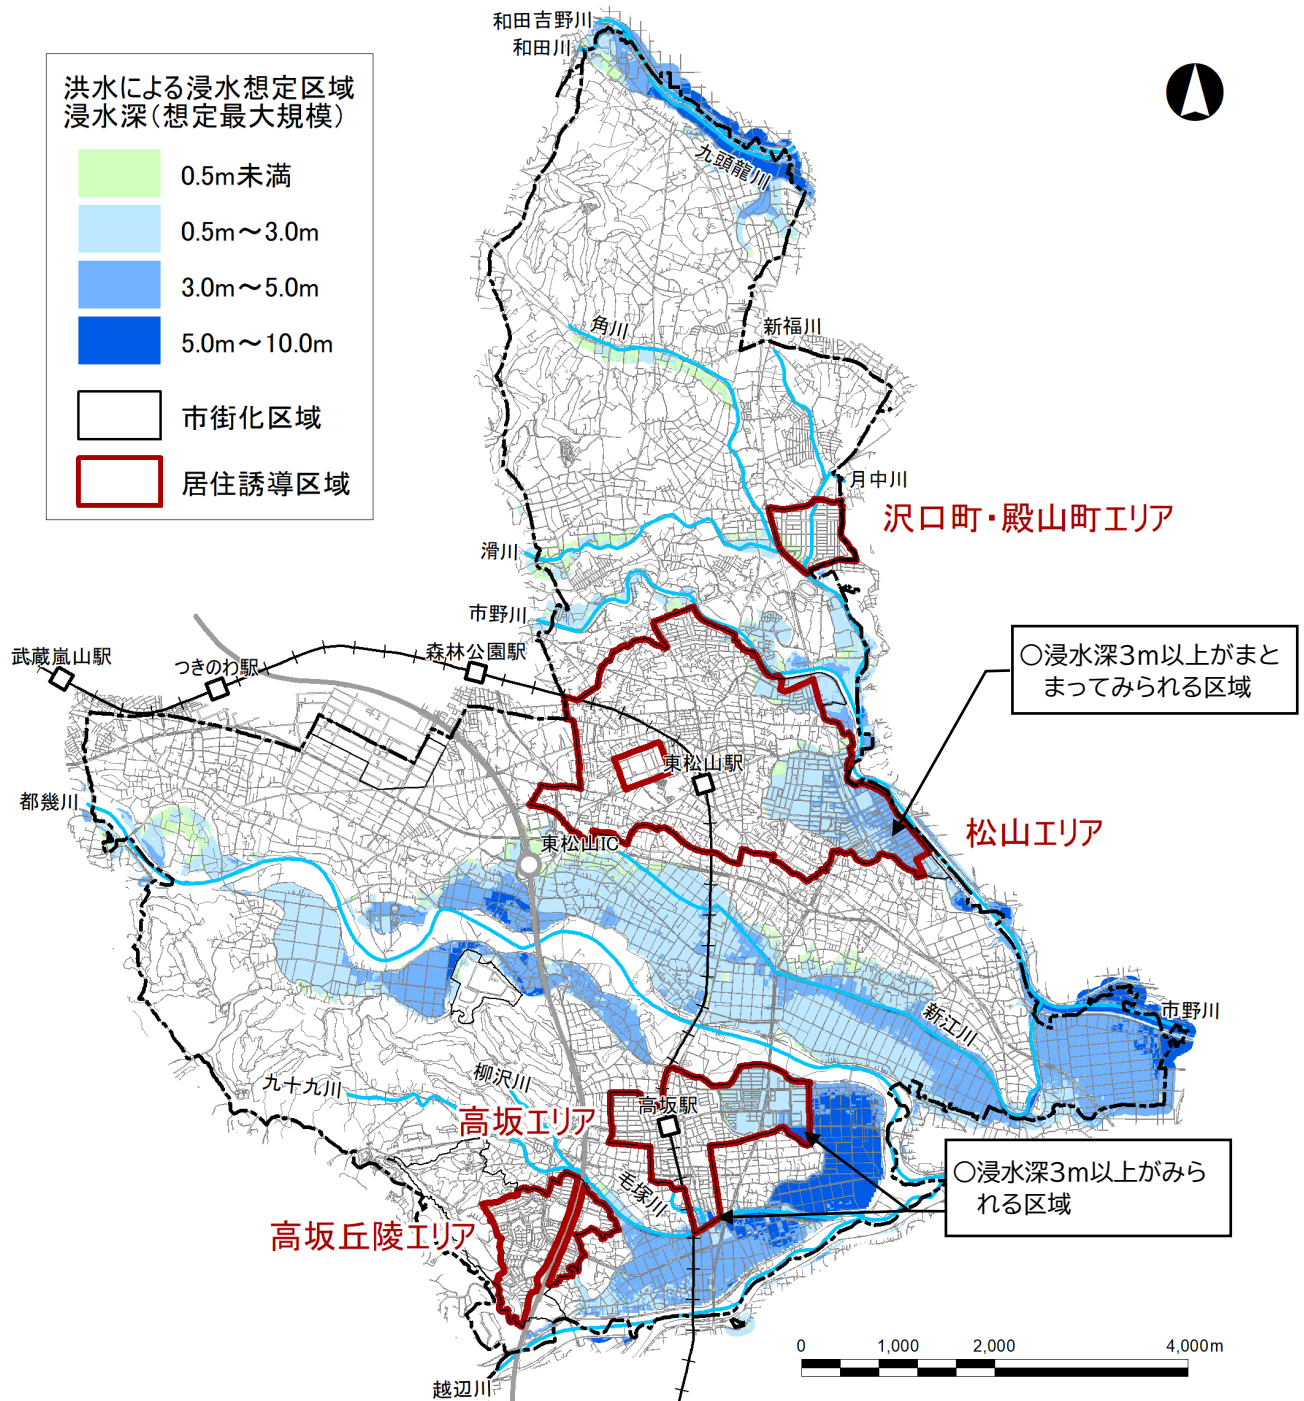 和田吉野川
和田川
洪水による浸水想定区域
浸水深(想定最大規模)
0.5m未満
0.5m～3.0m
3.0m～5.0m
5.0m～10.0m
市街化区域
居住誘導区域
九頭龍川
角川
新福川
月中川
沢口町・殿山町エリア
滑川
市野川
武蔵嵐山駅
つきのわ駅
森林公園駅
○浸水深3m以上がまと
まってみられる区域
東松山駅
都幾川
東松山IC
松山エリア
新江川
市野川
九十九川
柳沢川
高坂エリア
高坂駅
毛塚川
○浸水深3m以上がみら
れる区域
高坂丘陵エリア
越辺川
0 1,000 2,000 4,000m